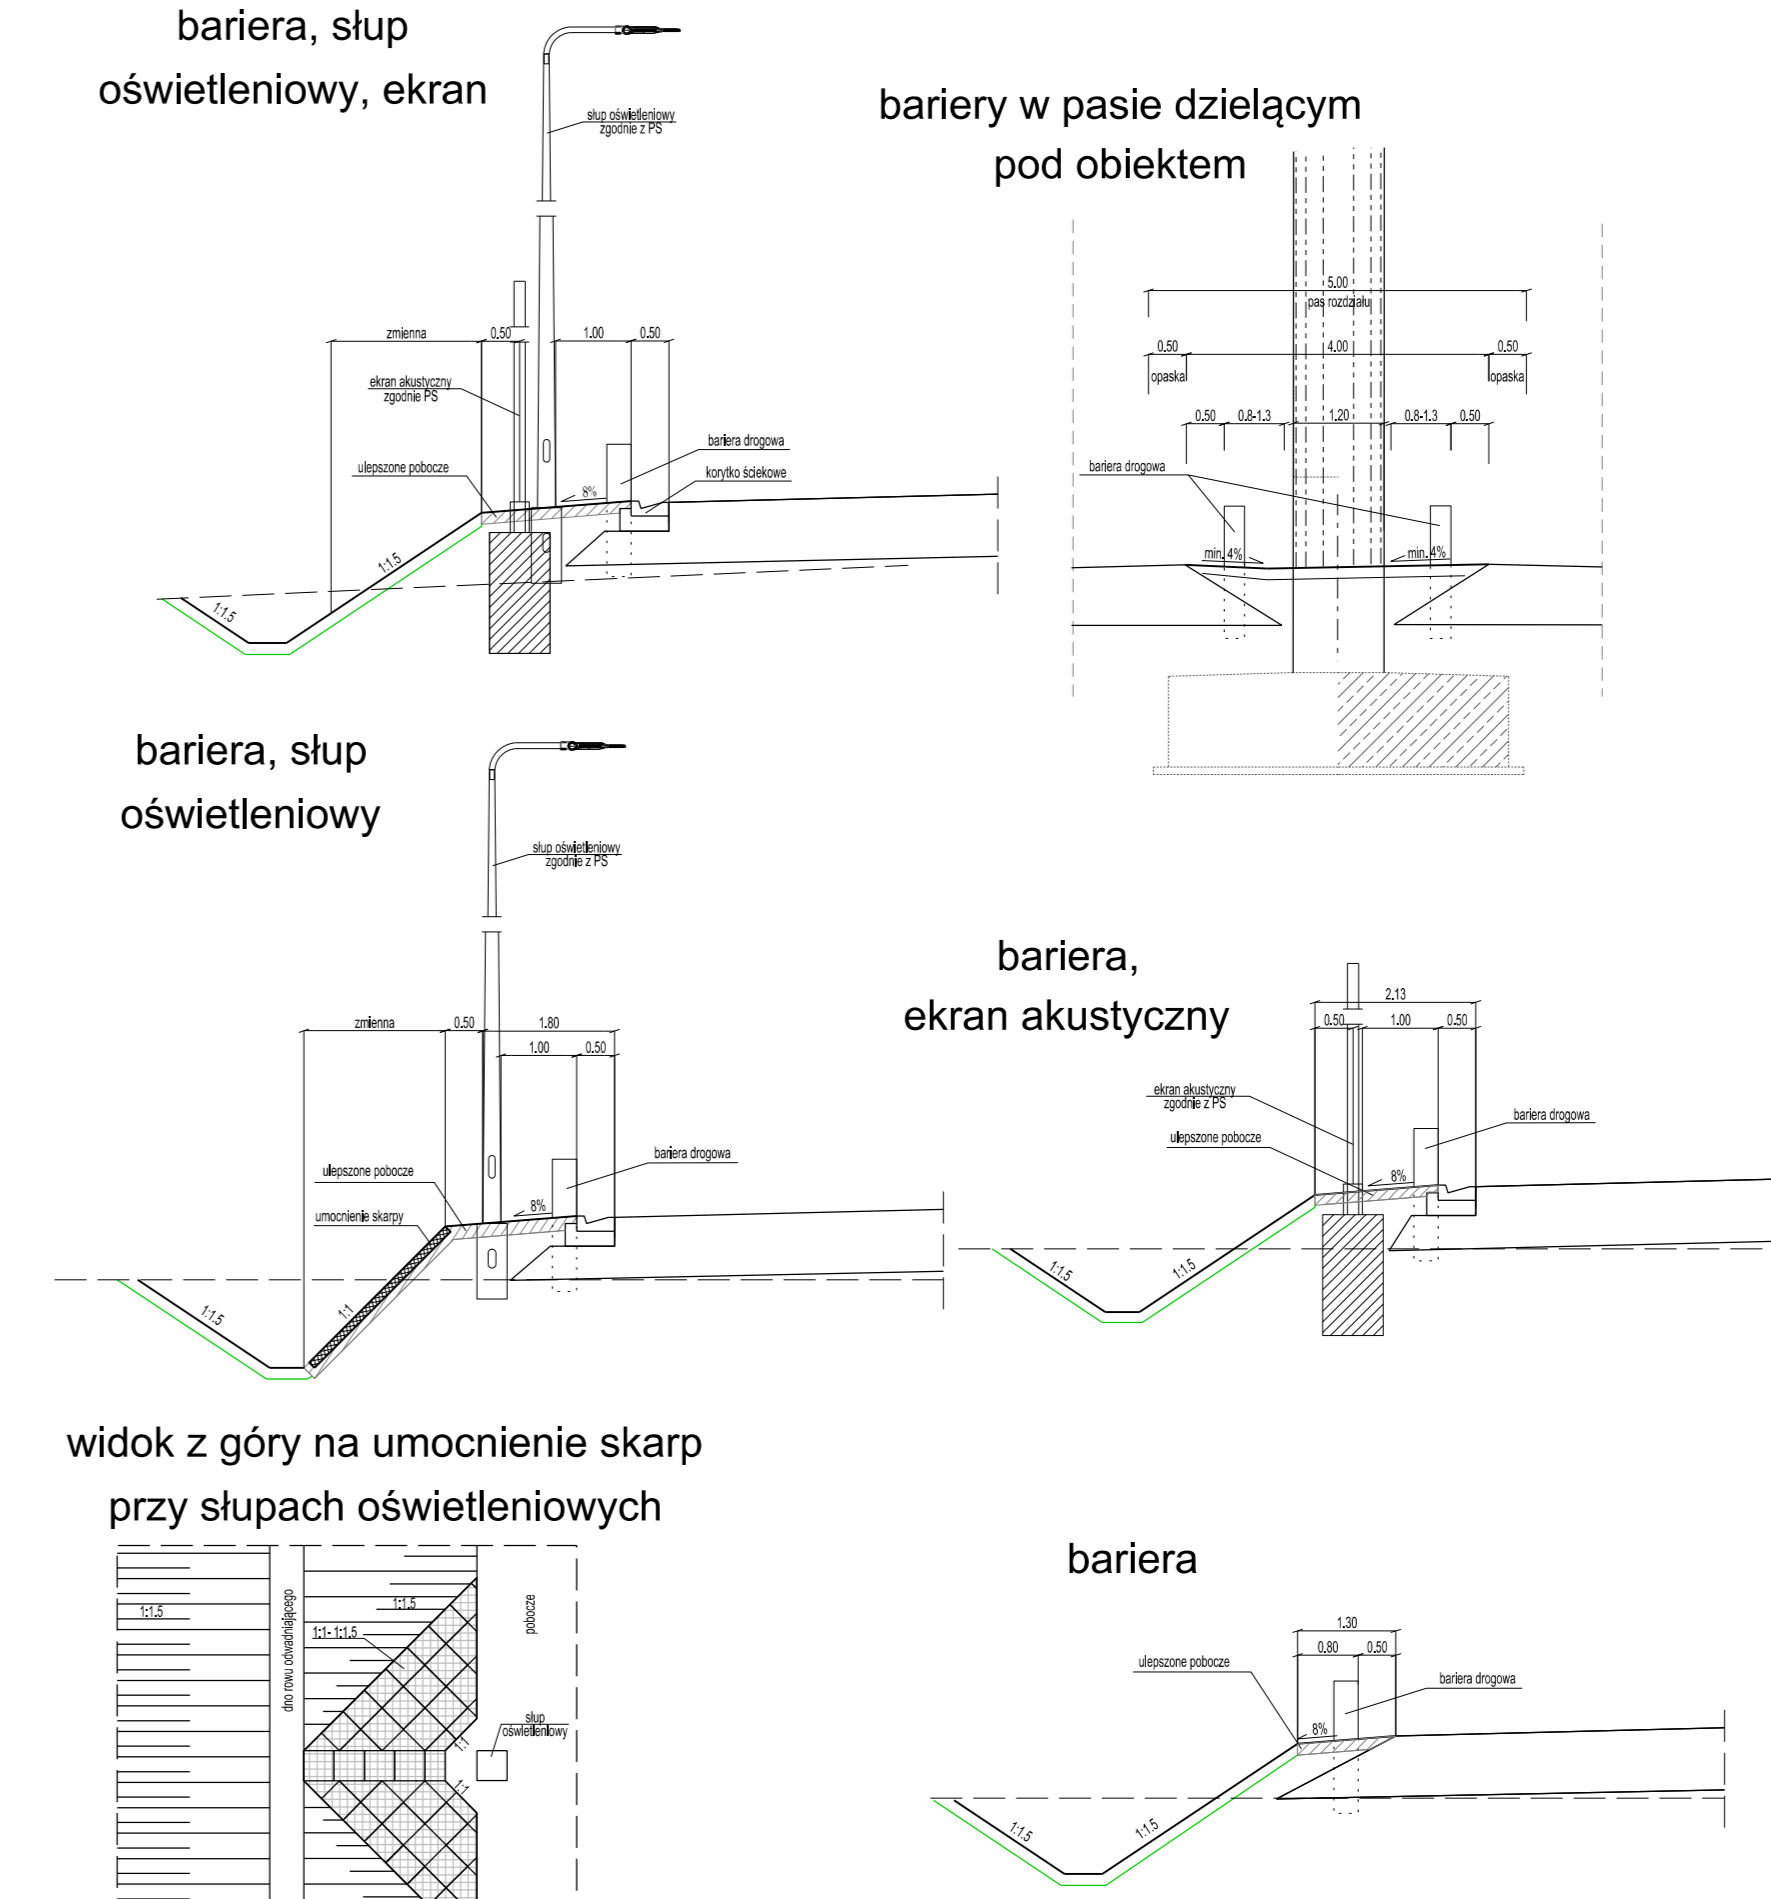 bariera, słup
oświetleniowy, ekran
słup oświetleniowy
zgodnie z PS
zmienna
0.50
1.00
0.50
ekran akustyczny
zgodnie PS
bariera drogowa
ulepszone pobocze
korytko ściekowe
8%
1:1.5
1:1.5
bariery w pasie dzielącym
pod obiektem
5.00
pas rozdziału
0.50
4.00
0.50
opaska
opaska
0.50
0.8-1.3
1.20
0.8-1.3
0.50
bariera drogowa
min. 4%
min. 4%
bariera, słup
oświetleniowy
słup oświetleniowy
zgodnie z PS
zmienna
0.50
1.80
1.00
0.50
bariera drogowa
ulepszone pobocze
8%
umocnienie skarpy
1:1.5
1:1
bariera,
ekran akustyczny
2.13
0.50
1.00
0.50
ekran akustyczny
zgodnie z PS
bariera drogowa
ulepszone pobocze
8%
1:1.5
1:1.5
widok z góry na umocnienie skarp
przy słupach oświetleniowych
1:1.5
dno rowu odwadniającego
1:1.5
1:1- 1:1.5
pobocze
słup
oświetleniowy
1:1
1:1
bariera
1.30
0.80
0.50
ulepszone pobocze
bariera drogowa
8%
1:1.5
1:1.5